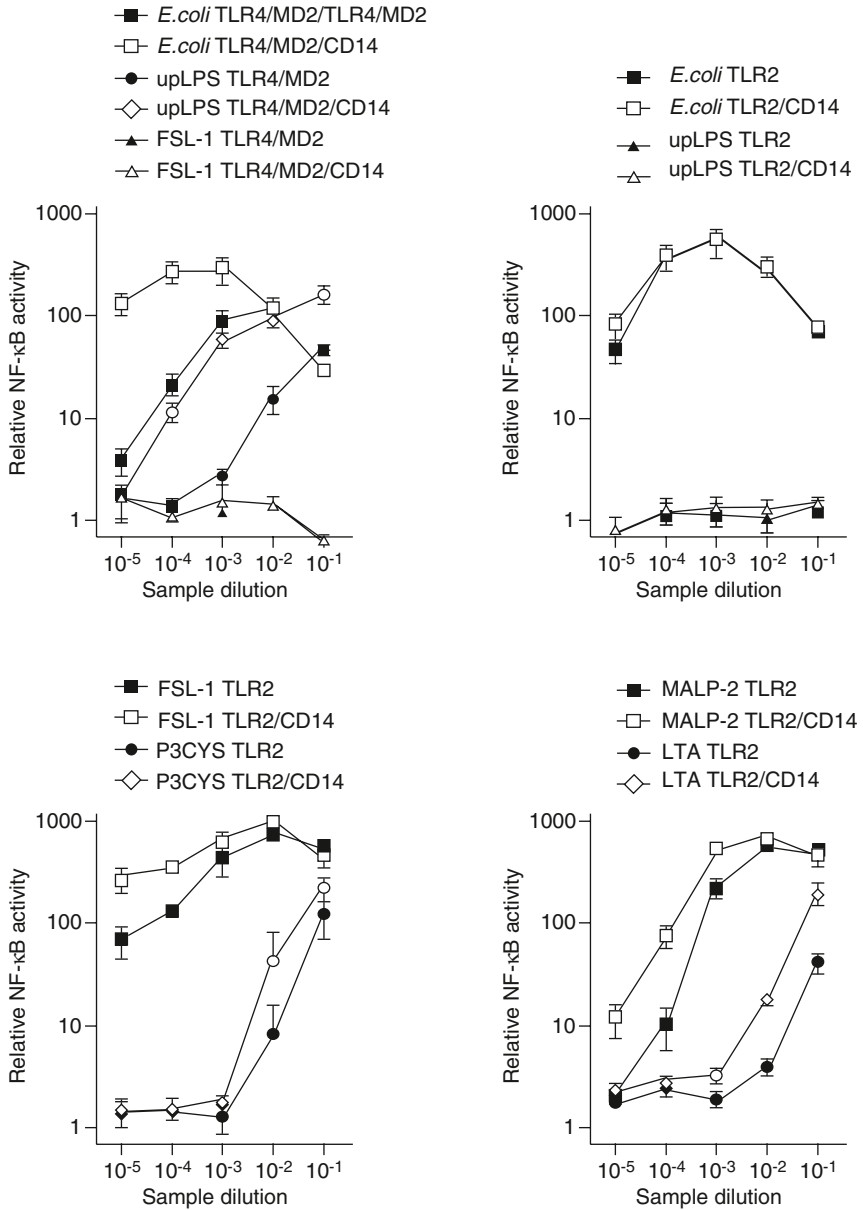 E.coli TLR4/MD2/TLR4/MD2
E.coli TLR4/MD2/CD14
upLPS TLR4/MD2
upLPS TLR4/MD2/CD14
FSL-1 TLR4/MD2
FSL-1 TLR4/MD2/CD14
1000
100
10
1
Relative NF-κB activity
10-5 10-4 10-3 10-2 10-1
Sample dilution
E.coli TLR2
E.coli TLR2/CD14
upLPS TLR2
upLPS TLR2/CD14
1000
100
10
1
Relative NF-κB activity
10-5 10-4 10-3 10-2 10-1
Sample dilution
FSL-1 TLR2
FSL-1 TLR2/CD14
P3CYS TLR2
P3CYS TLR2/CD14
1000
100
10
1
Relative NF-κB activity
10-5 10-4 10-3 10-2 10-1
Sample dilution
MALP-2 TLR2
MALP-2 TLR2/CD14
LTA TLR2
LTA TLR2/CD14
1000
100
10
1
Relative NF-κB activity
10-5 10-4 10-3 10-2 10-1
Sample dilution